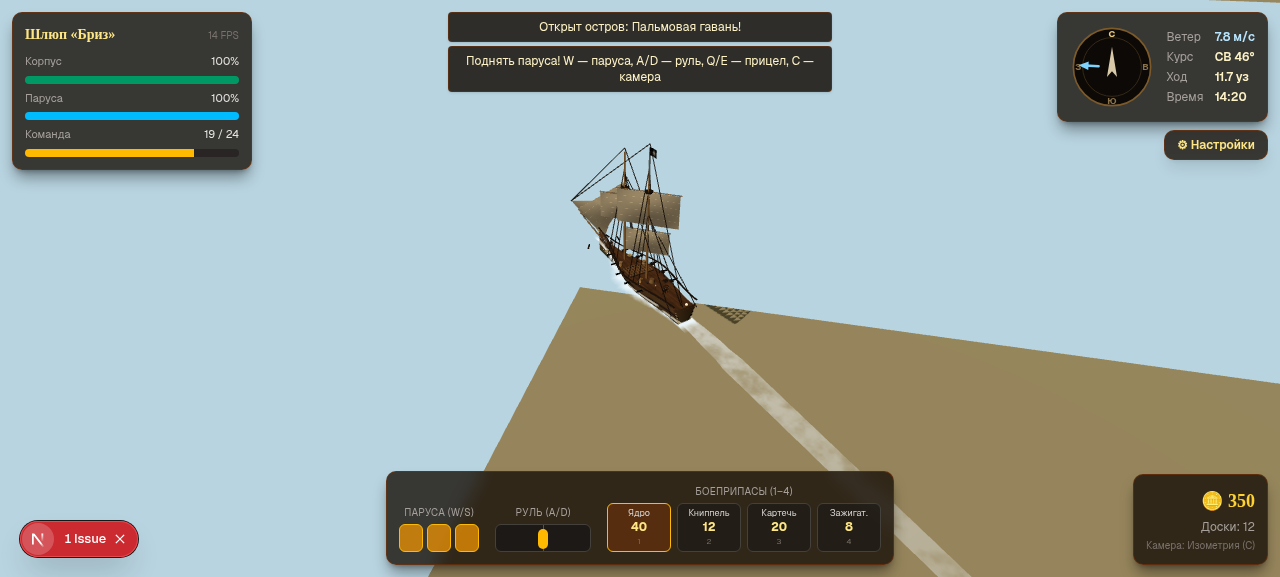 Шлюп «Бриз»
14 FPS
Корпус 100%
Паруса 100%
Команда 19 / 24
Открыт остров: Пальмовая гавань!
Поднять паруса! W — паруса, A/D — руль, Q/E — прицел, C —
камера
С
З
В
Ю
Ветер 7.8 м/с
Курс СВ 46°
Ход 11.7 уз
Время 14:20
⚙ Настройки
ПАРУСА (W/S)
РУЛЬ (A/D)
БОЕПРИПАСЫ (1–4)
Ядро
40
1
Книппель
12
2
Картечь
20
3
Зажигат.
8
4
N 1 Issue ×
350
Доски: 12
Камера: Изометрия (C)